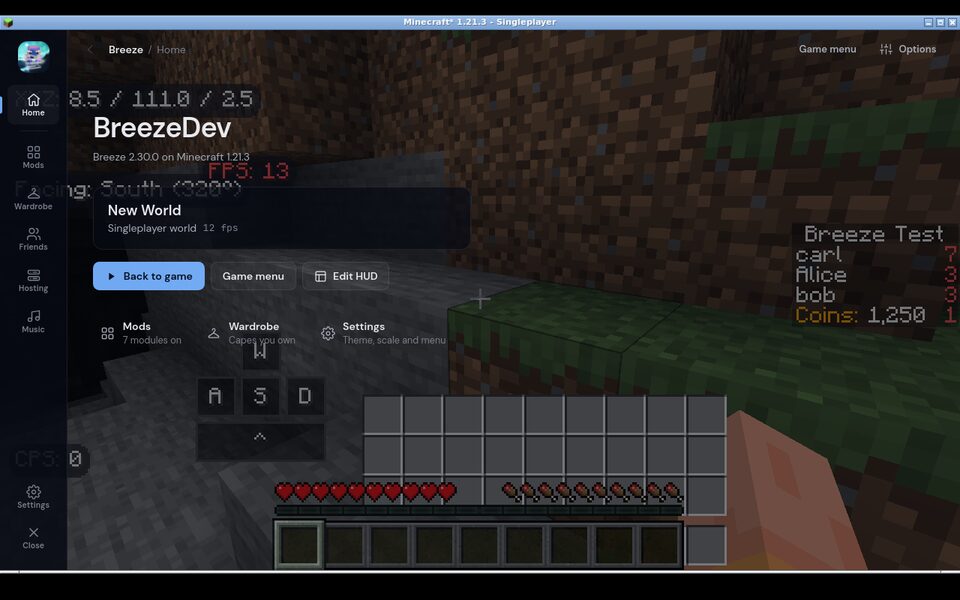 Minecraft* 1.21.3 - Singleplayer
Breeze / Home
Game menu
Options
8.5 / 111.0 / 2.5
Home
BreezeDev
Breeze 2.30.0 on Minecraft 1.21.3
FPS: 13
Mods
Facing: South (320°)
Wardrobe
New World
Singleplayer world 12 fps
Friends
Breeze Test
carl 7
Alice 3
bob 3
Coins: 1,250 1
Back to game
Game menu
Edit HUD
Hosting
Music
Mods
7 modules on
Wardrobe
Capes you own
Settings
Theme, scale and menu
W
A S D
^
CPS: 0
Settings
Close